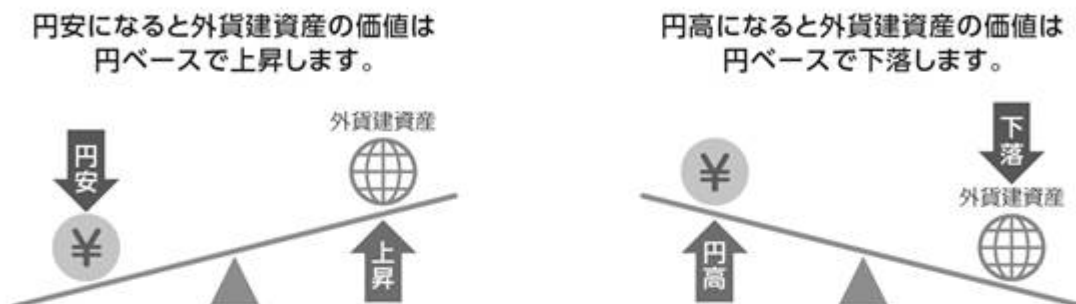 円安になると外貨建資産の価値は
円ベースで上昇します。
円安
¥
外貨建資産
上昇
円高になると外貨建資産の価値は
円ベースで下落します。
¥
円高
下落
外貨建資産